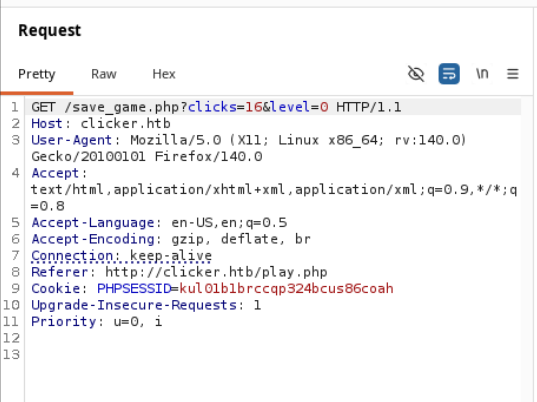 Request
Pretty Raw Hex \n
1 GET /save_game.php?clicks=16&level=0 HTTP/1.1
2 Host: clicker.htb
3 User-Agent: Mozilla/5.0 (X11; Linux x86_64; rv:140.0)
Gecko/20100101 Firefox/140.0
4 Accept:
text/html,application/xhtml+xml,application/xml;q=0.9,*/*;q
=0.8
5 Accept-Language: en-US,en;q=0.5
6 Accept-Encoding: gzip, deflate, br
7 Connection: keep-alive
8 Referer: http://clicker.htb/play.php
9 Cookie: PHPSESSID=kul01b1brccqp324bcus86coah
10 Upgrade-Insecure-Requests: 1
11 Priority: u=0, i
12
13